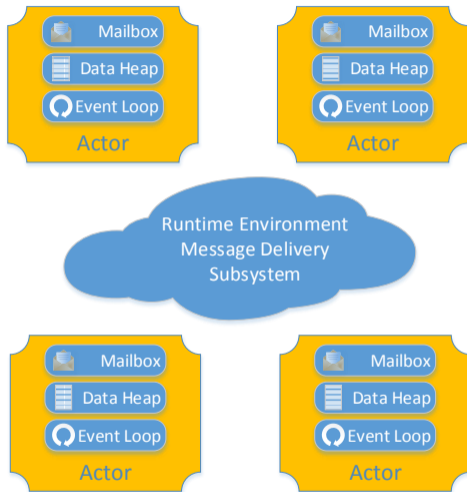 Mailbox
Data Heap
Event Loop
Actor
Mailbox
Data Heap
Event Loop
Actor
Runtime Environment
Message Delivery
Subsystem
Mailbox
Data Heap
Event Loop
Actor
Mailbox
Data Heap
Event Loop
Actor